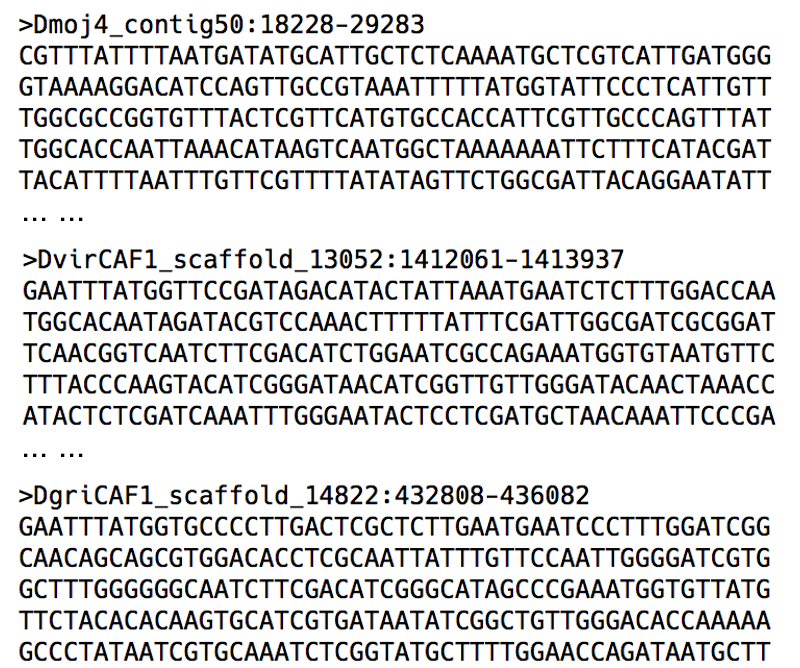 >Dmoj4_contig50:18228-29283
CGTTTATTTTAATGATATGCATTGCTCTCAAAATGCTCGTCATTGATGGG
GTAAAAGGACATCCAGTTGCCGTAAATTTTTATGGTATTCCCTCATTGTT
TGGCGCCGGTGTTTACTCGTTCATGTGCCACCATTCGTTGCCCAGTTTAT
TGGCACCAATTAAACATAAGTCAATGGCTAAAAAAATTCTTTCATACGAT
TACATTTTAATTTGTTCGTTTTATATAGTTCTGGCGATTACAGGAATATT
... ...
>DvirCAF1_scaffold_13052:1412061-1413937
GAATTTATGGTTCCGATAGACATACTATTAAATGAATCTCTTTGGACCAA
TGGCACAATAGATACGTCCAAACTTTTTATTTCGATTGGCGATCGCGGAT
TCAACGGTCAATCTTCGACATCTGGAATCGCCAGAAATGGTGTAATGTTC
TTTACCCAAGTACATCGGGATAACATCGGTTGTTGGGATACAACTAAACC
ATACTCTCGATCAAATTTGGGAATACTCCTCGATGCTAACAAATTCCCGA
... ...
>DgriCAF1_scaffold_14822:432808-436082
GAATTTATGGTGCCCCTTGACTCGCTCTTGAATGAATCCCTTTGGATCGG
CAACAGCAGCGTGGACACCTCGCAATTATTTGTTCCAATTGGGGATCGTG
GCTTTGGGGGGCAATCTTCGACATCGGGCATAGCCCGAAATGGTGTTATG
TTCTACACACAAGTGCATCGTGATAATATCGGCTGTTGGGACACCAAAAA
GCCCTATAATCGTGCAAATCTCGGTATGCTTTTGGAACCAGATAATGCTT